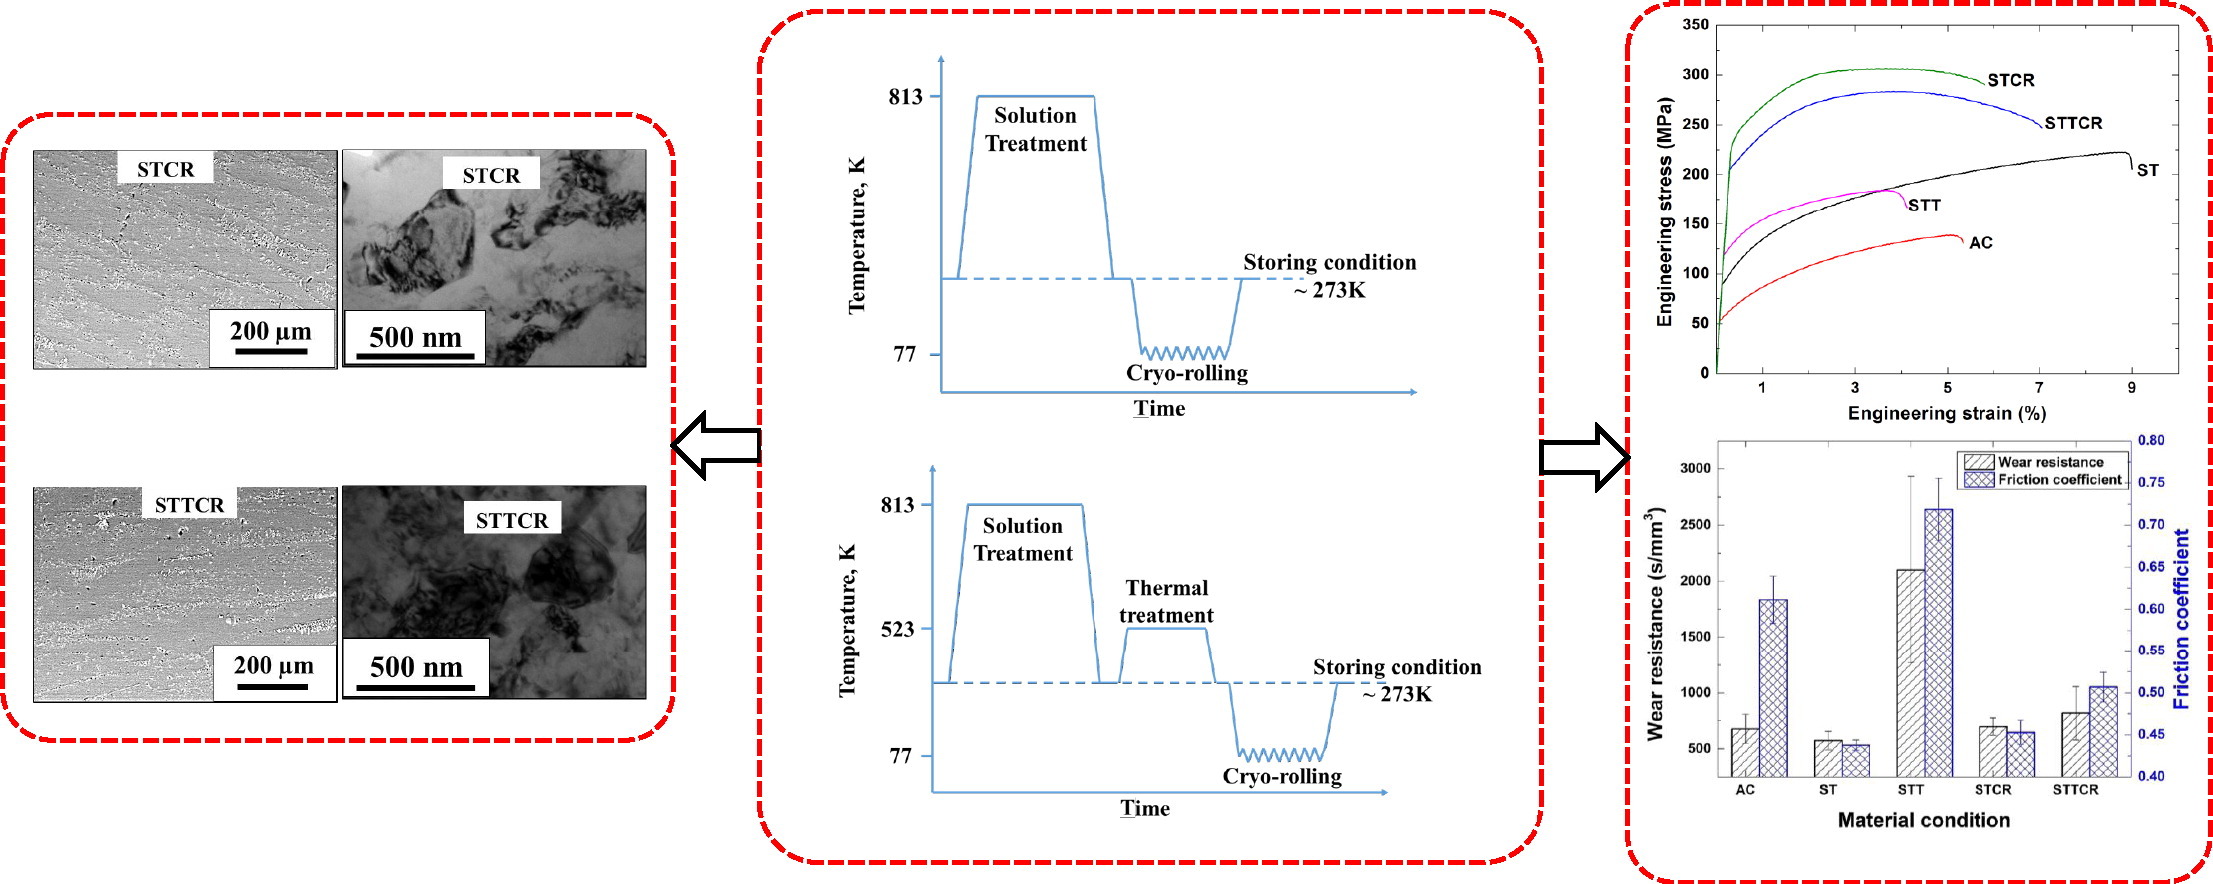 STCR
200 µm
STCR
500 nm
STTCR
200 µm
STTCR
500 nm
Temperature, K
813
77
Solution
Treatment
Storing condition
~ 273K
Cryo-rolling
Time
Temperature, K
813
523
77
Solution
Treatment
Thermal
treatment
Storing condition
~ 273K
Cryo-rolling
Time
Engineering stress (MPa)
350
300
250
200
150
100
50
0
STCR
STTCR
ST
STT
AC
1 3 5 7 9
Engineering strain (%)
Wear resistance (s/mm³)
3000
2500
2000
1500
1000
500
Wear resistance
Friction coefficient
0.80
0.75
0.70
0.65
0.60
0.55
0.50
0.45
0.40
Friction coefficient
AC ST STT STCR STTCR
Material condition